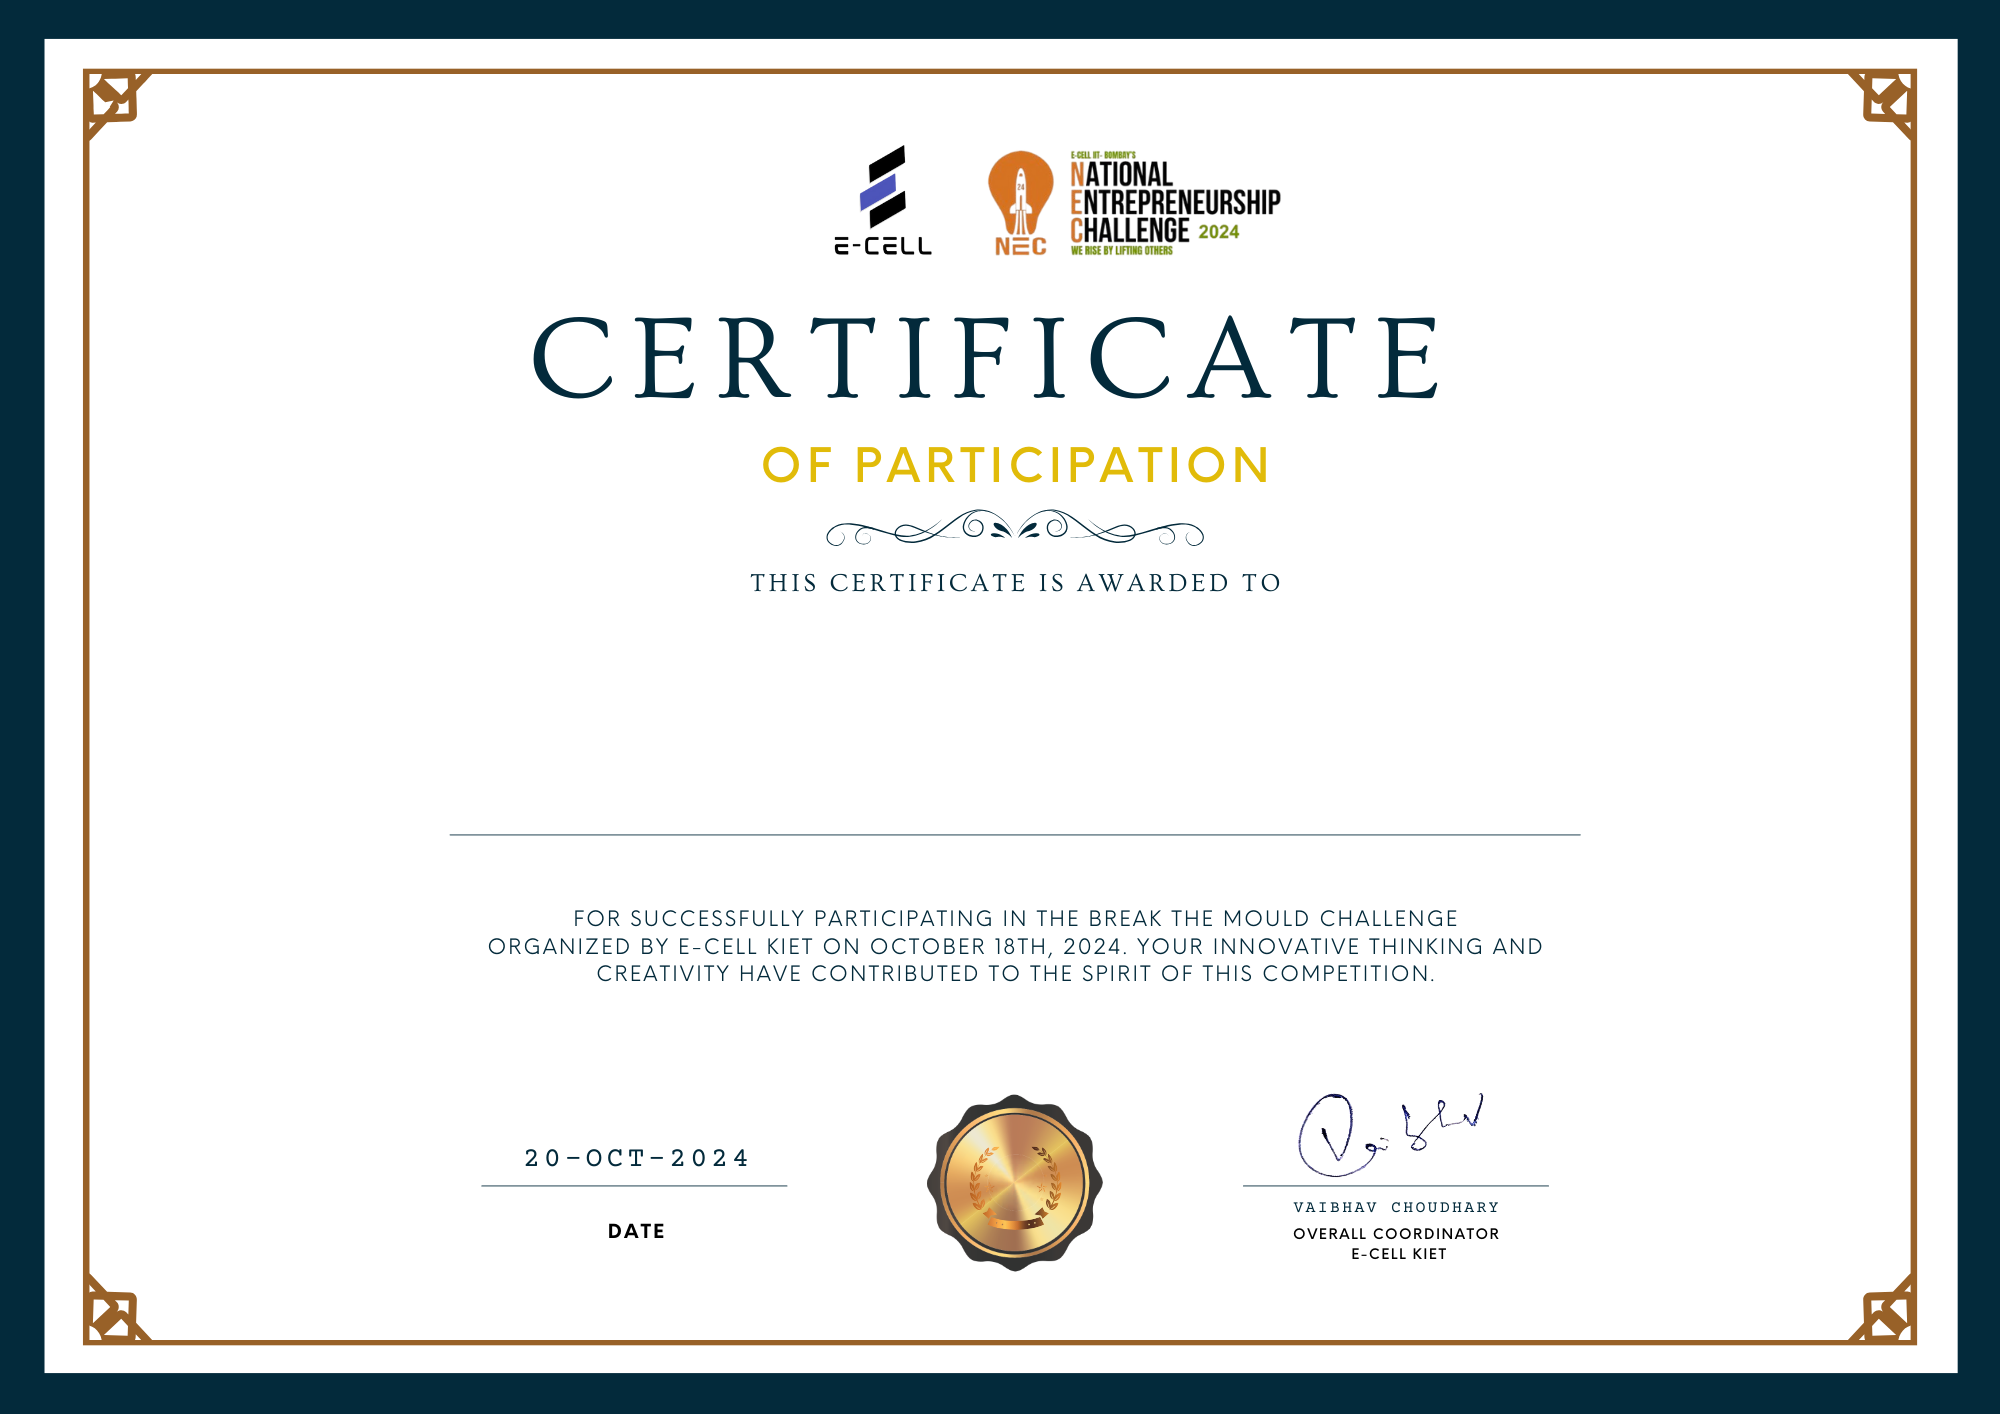 E-CELL
NEC
24
E-CELL IIT- BOMBAY'S
NATIONAL
ENTREPRENEURSHIP
CHALLENGE 2024
WE RISE BY LIFTING OTHERS
CERTIFICATE
OF PARTICIPATION
THIS CERTIFICATE IS AWARDED TO
FOR SUCCESSFULLY PARTICIPATING IN THE BREAK THE MOULD CHALLENGE
ORGANIZED BY E-CELL KIET ON OCTOBER 18TH, 2024. YOUR INNOVATIVE THINKING AND
CREATIVITY HAVE CONTRIBUTED TO THE SPIRIT OF THIS COMPETITION.
20-OCT-2024
DATE
Vaibhav
VAIBHAV CHOUDHARY
OVERALL COORDINATOR
E-CELL KIET